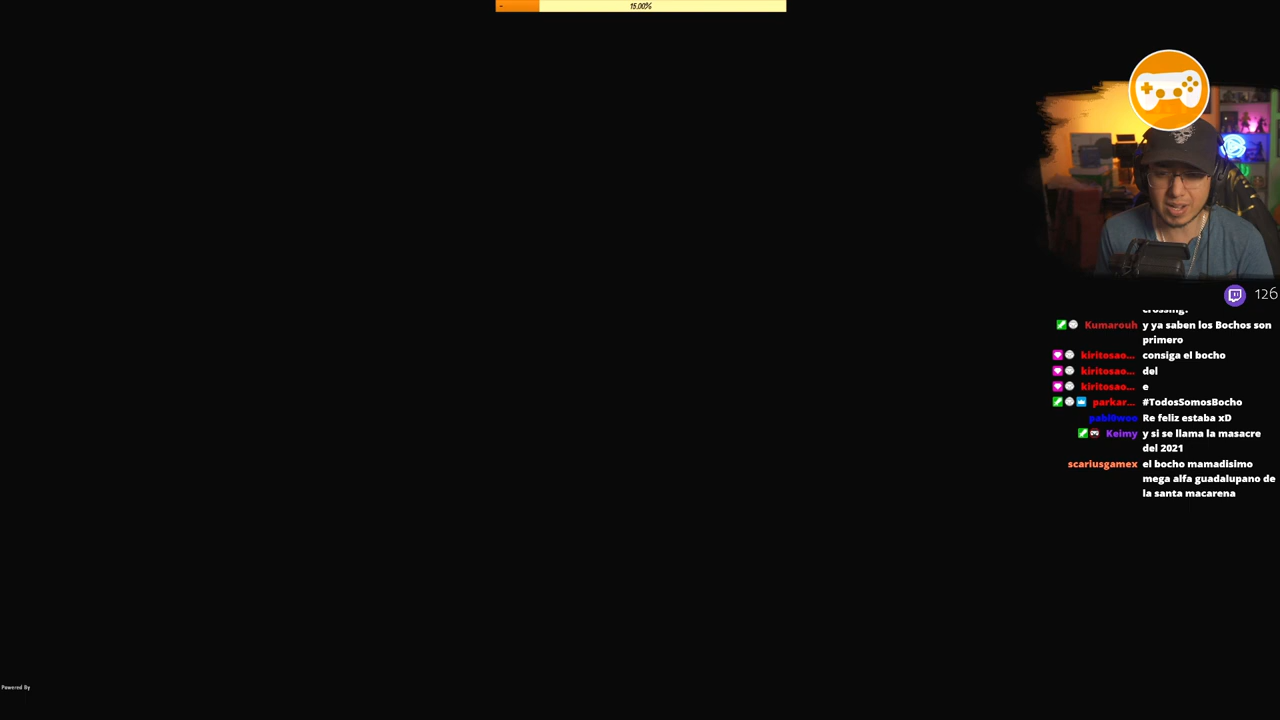 15.00%
126
crossing?
Kumarouh y ya saben los Bochos son
primero
kiritosao... consiga el bocho
kiritosao... del
kiritosao... e
parkar... #TodosSomosBocho
pabl0woo Re feliz estaba xD
Keimy y si se llama la masacre
del 2021
scariusgamex el bocho mamadisimo
mega alfa guadalupano de
la santa macarena
Powered By